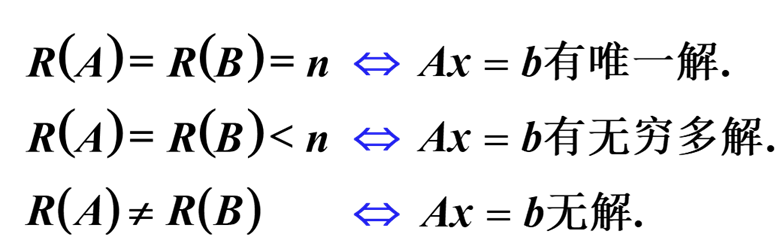 R(A)= R(B)= n ⇔ Ax = b有唯一解.
R(A)= R(B)< n ⇔ Ax = b有无穷多解.
R(A)≠ R(B) ⇔ Ax = b无解.